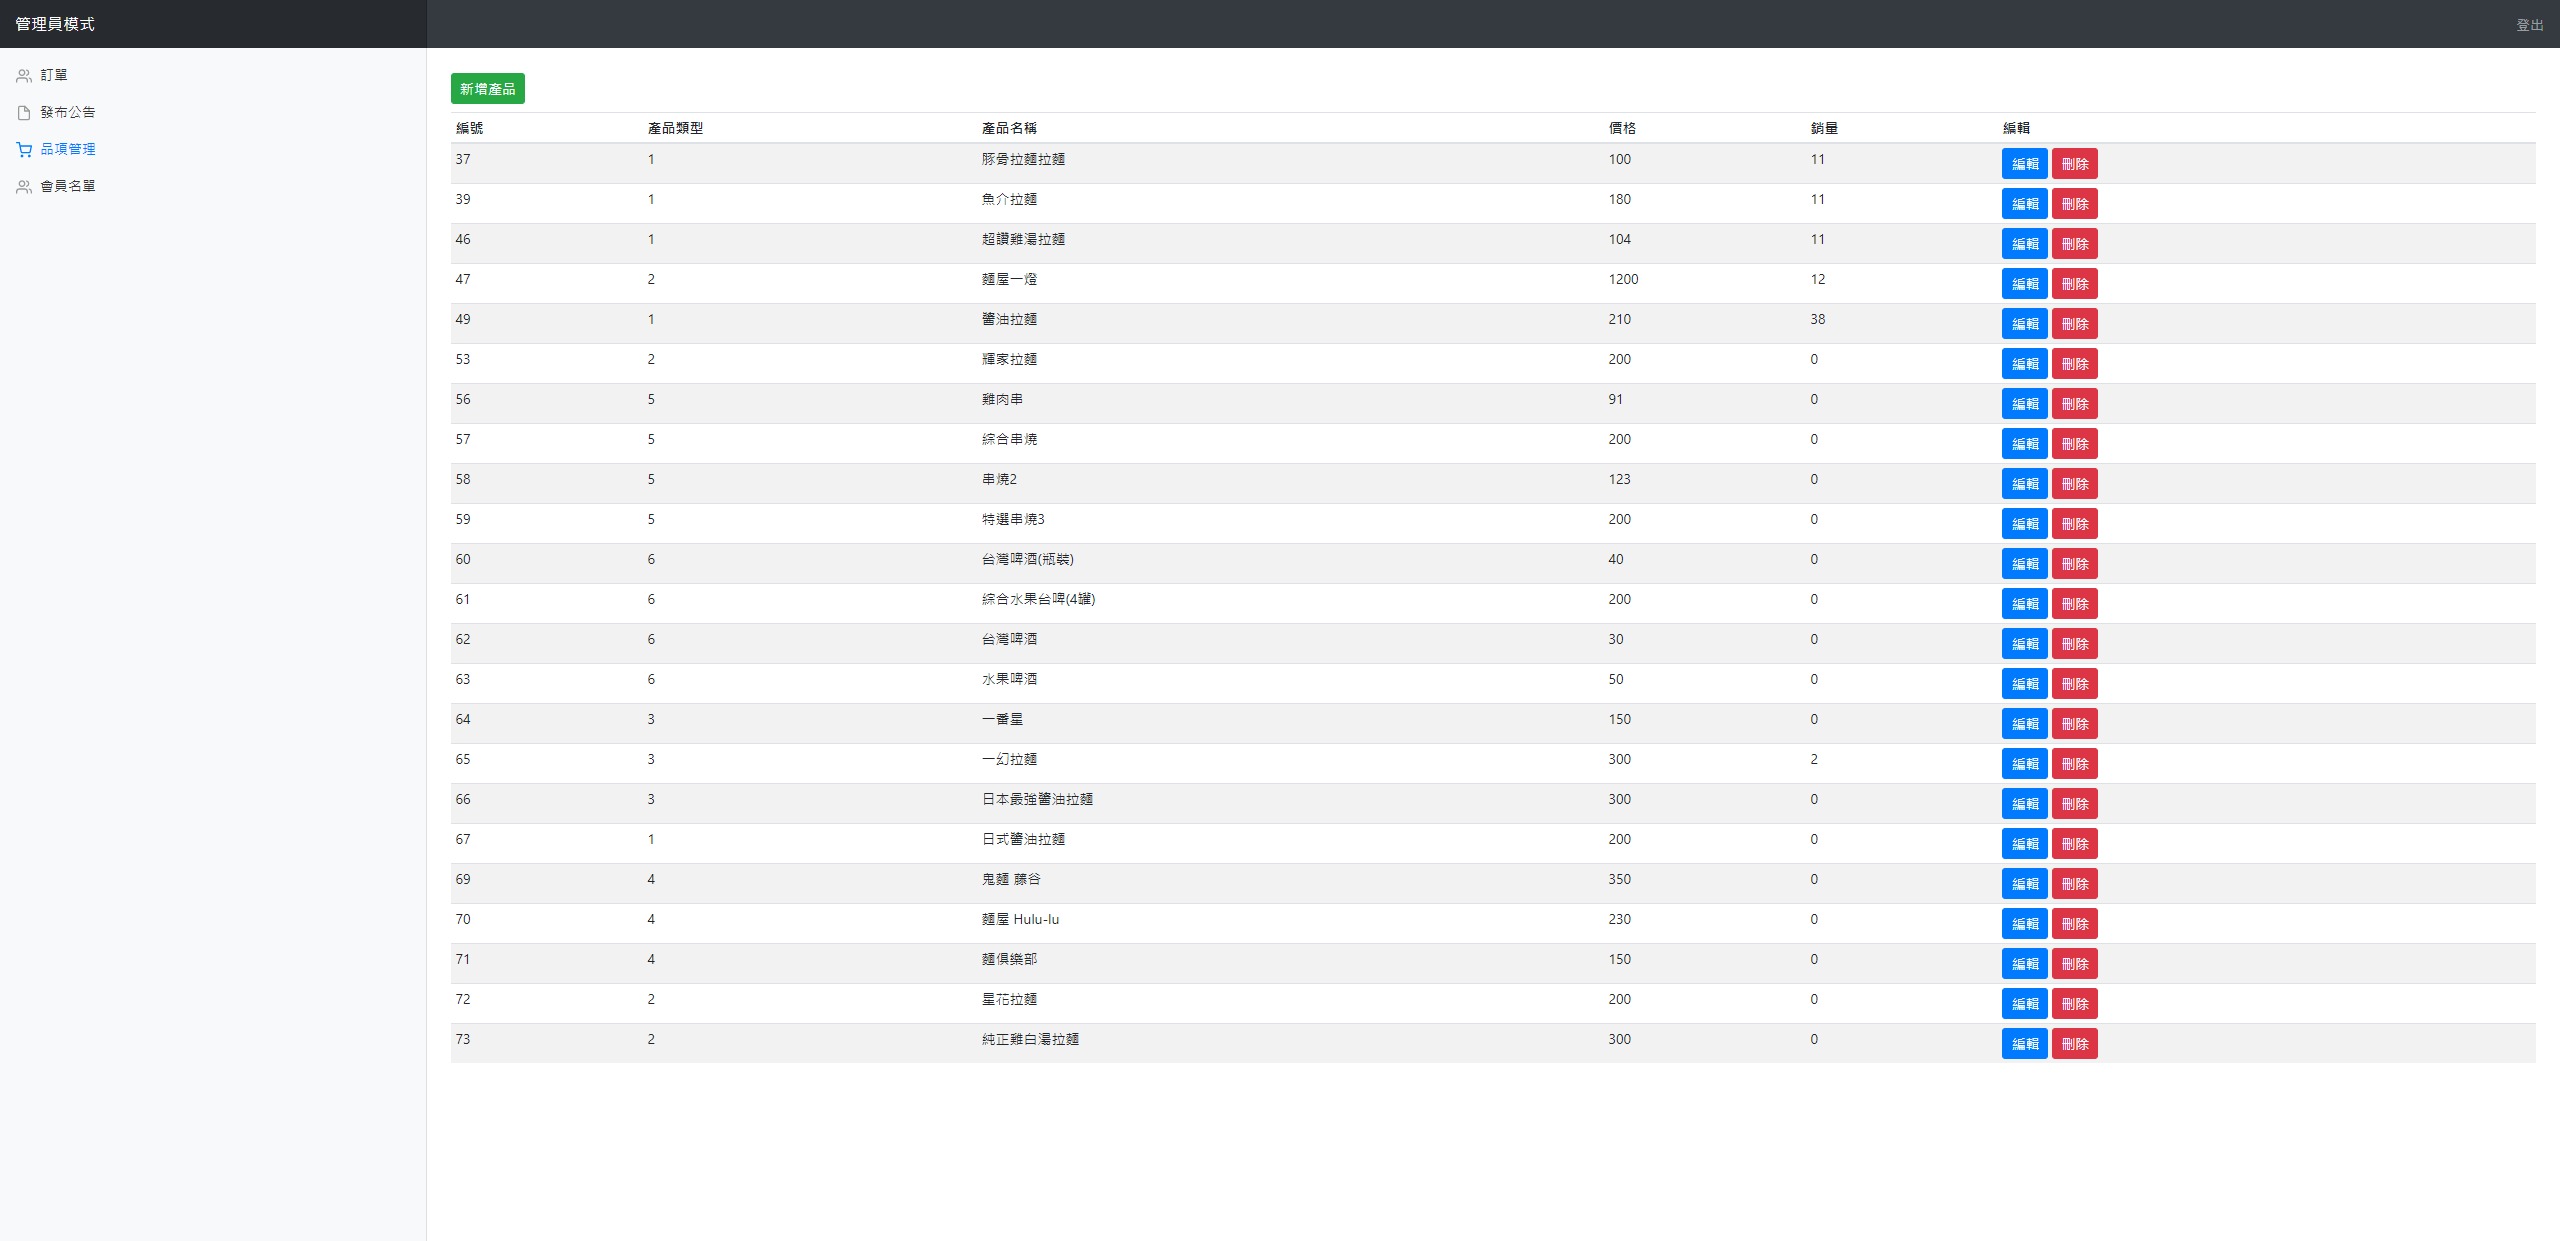 管理員模式 登出
訂單
發布公告
品項管理
會員名單
新增產品
編號 產品類型 產品名稱 價格 銷量 編輯
37 1 豚骨拉麵拉麵 100 11 編輯 刪除
39 1 魚介拉麵 180 11 編輯 刪除
46 1 超讚雞湯拉麵 104 11 編輯 刪除
47 2 麵屋一燈 1200 12 編輯 刪除
49 1 醬油拉麵 210 38 編輯 刪除
53 2 輝家拉麵 200 0 編輯 刪除
56 5 雞肉串 91 0 編輯 刪除
57 5 綜合串燒 200 0 編輯 刪除
58 5 串燒2 123 0 編輯 刪除
59 5 特選串燒3 200 0 編輯 刪除
60 6 台灣啤酒(瓶裝) 40 0 編輯 刪除
61 6 綜合水果台啤(4罐) 200 0 編輯 刪除
62 6 台灣啤酒 30 0 編輯 刪除
63 6 水果啤酒 50 0 編輯 刪除
64 3 一番星 150 0 編輯 刪除
65 3 一幻拉麵 300 2 編輯 刪除
66 3 日本最強醬油拉麵 300 0 編輯 刪除
67 1 日式醬油拉麵 200 0 編輯 刪除
69 4 鬼麵 藤谷 350 0 編輯 刪除
70 4 麵屋 Hulu-lu 230 0 編輯 刪除
71 4 麵俱樂部 150 0 編輯 刪除
72 2 星花拉麵 200 0 編輯 刪除
73 2 純正雞白湯拉麵 300 0 編輯 刪除